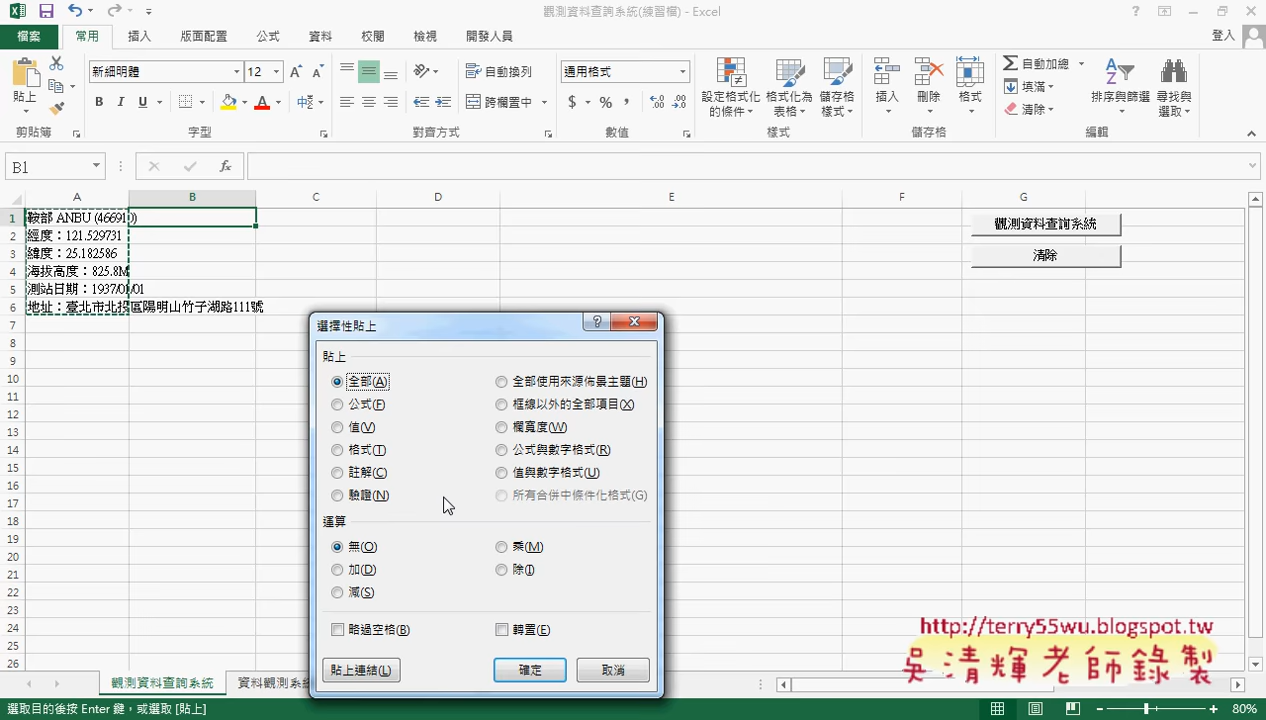 觀測資料查詢系統(練習檔) - Excel
檔案 常用 插入 版面配置 公式 資料 校閱 檢視 開發人員 登入
新細明體 12 自動換列 通用格式 自動加總
貼上 B I U 中 跨欄置中 $ % , 設定格式化的條件 格式化為表格 儲存格樣式 插入 刪除 格式 填滿 清除 排序與篩選 尋找與選取
剪貼簿 字型 對齊方式 數值 樣式 儲存格 編輯
B1 fx
A B C D E F G
1 鞍部 ANBU (466910) 觀測資料查詢系統
2 經度：121.529731
3 緯度：25.182586 清除
4 海拔高度：825.8M
5 測站日期：1937/01/01
6 地址：臺北市北投區陽明山竹子湖路111號
7
8
9
10
11
12
13
14
15
16
17
18
19
20
21
22
23
24
25
26
選擇性貼上
貼上
全部(A) 全部使用來源佈景主題(H)
公式(F) 框線以外的全部項目(X)
值(V) 欄寬度(W)
格式(T) 公式與數字格式(R)
註解(C) 值與數字格式(U)
驗證(N) 所有合併中條件化格式(G)
運算
無(O) 乘(M)
加(D) 除(I)
減(S)
略過空格(B) 轉置(E)
貼上連結(L) 確定 取消
http://terry55wu.blogspot.tw
吳清輝老師錄製
觀測資料查詢系統 資料觀測系統
選取目的後按 Enter 鍵，或選取 [貼上] 80%